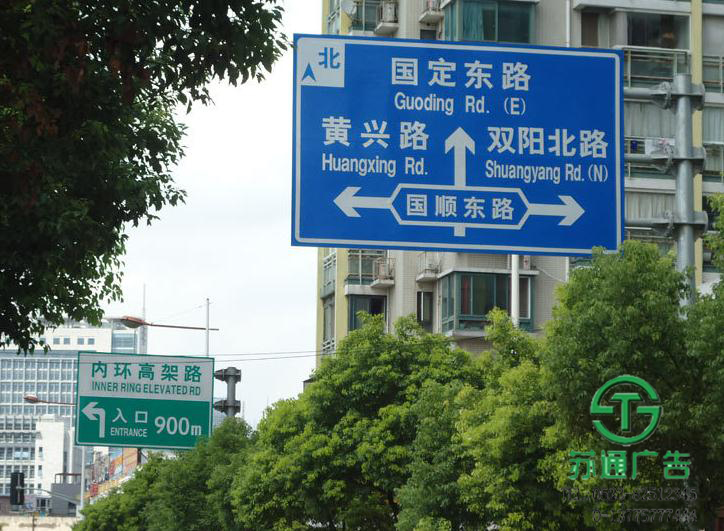 北
国定东路
Guoding Rd. (E)
黄兴路
Huangxing Rd.
双阳北路
Shuangyang Rd. (N)
国顺东路
内环高架路
INNER RING ELEVATED RD
入口
ENTRANCE
900m
苏通广告